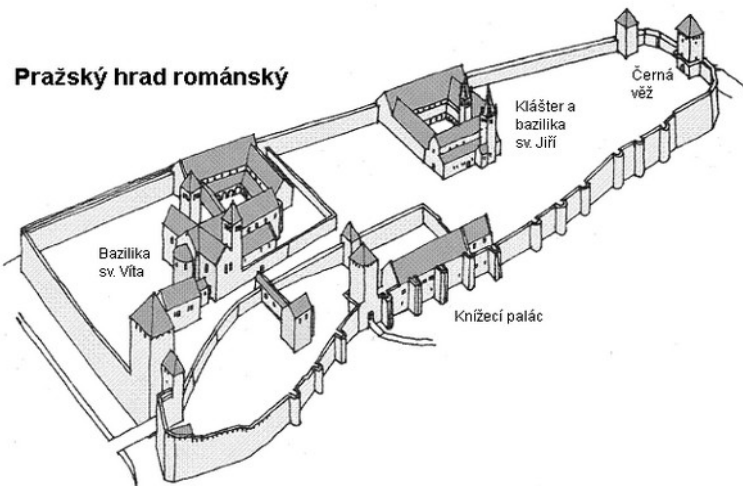 Pražský hrad románský
Černá
věž
Klášter a
bazilika
sv. Jiří
Bazilika
sv. Víta
Knížecí palác